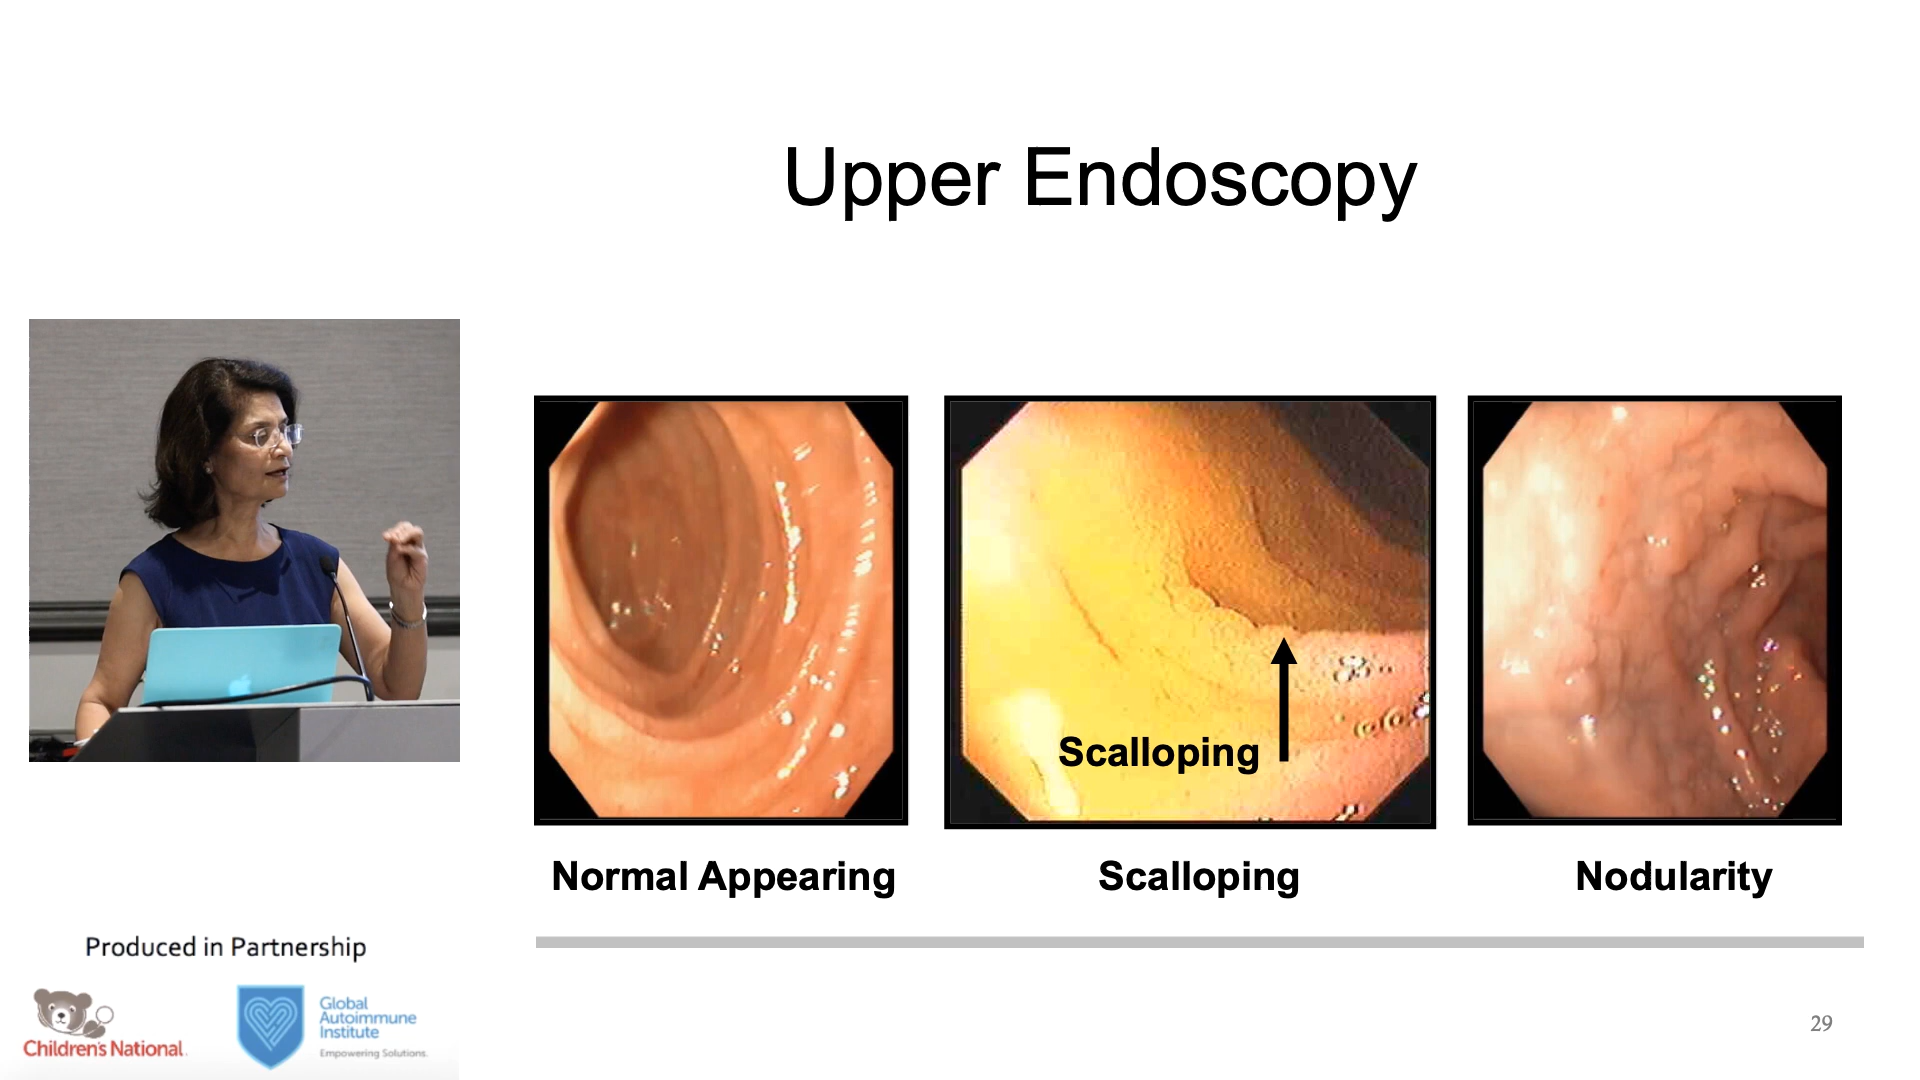 Upper Endoscopy
Scalloping
Normal Appearing
Scalloping
Nodularity
Produced in Partnership
Children's National
Global
Autoimmune
Institute
Empowering Solutions.
29